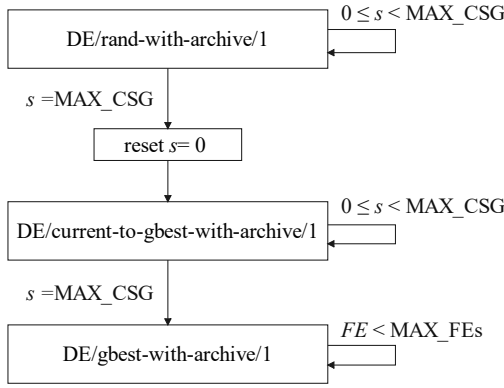 0 ≤ s < MAX_CSG
DE/rand-with-archive/1
s =MAX_CSG
reset s= 0
0 ≤ s < MAX_CSG
DE/current-to-gbest-with-archive/1
s =MAX_CSG
FE < MAX_FEs
DE/gbest-with-archive/1